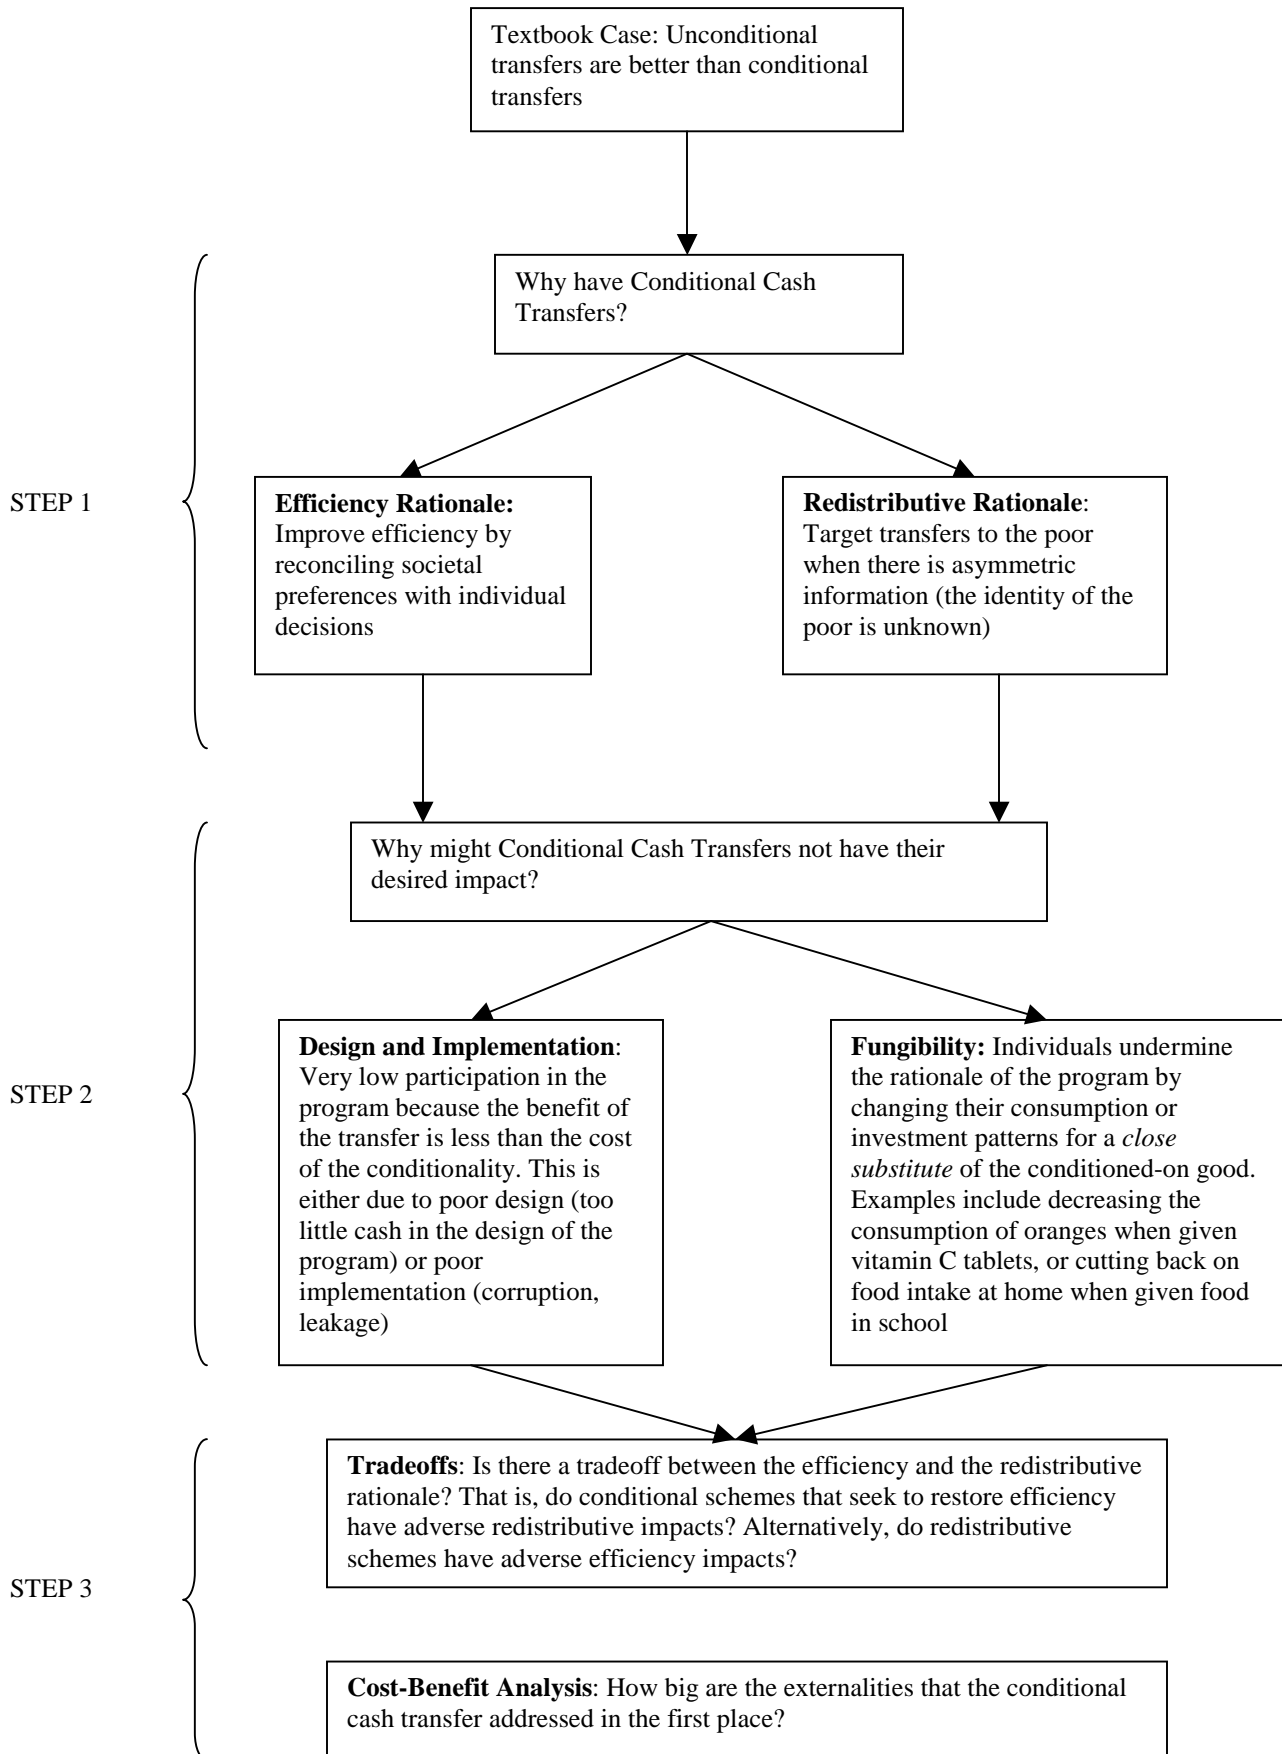 Textbook Case: Unconditional
transfers are better than conditional
transfers
Why have Conditional Cash
Transfers?
STEP 1
Efficiency Rationale:
Improve efficiency by
reconciling societal
preferences with individual
decisions
Redistributive Rationale:
Target transfers to the poor
when there is asymmetric
information (the identity of the
poor is unknown)
Why might Conditional Cash Transfers not have their
desired impact?
STEP 2
Design and Implementation:
Very low participation in the
program because the benefit of
the transfer is less than the cost
of the conditionality. This is
either due to poor design (too
little cash in the design of the
program) or poor
implementation (corruption,
leakage)
Fungibility: Individuals undermine
the rationale of the program by
changing their consumption or
investment patterns for a close
substitute of the conditioned-on good.
Examples include decreasing the
consumption of oranges when given
vitamin C tablets, or cutting back on
food intake at home when given food
in school
STEP 3
Tradeoffs: Is there a tradeoff between the efficiency and the redistributive
rationale? That is, do conditional schemes that seek to restore efficiency
have adverse redistributive impacts? Alternatively, do redistributive
schemes have adverse efficiency impacts?
Cost-Benefit Analysis: How big are the externalities that the conditional
cash transfer addressed in the first place?